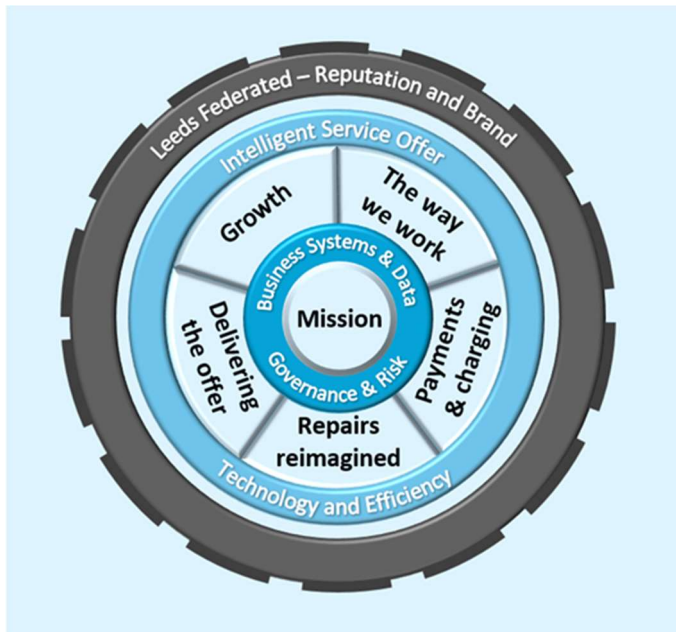 Leeds Federated – Reputation and Brand
Intelligent Service Offer
Growth
The way
we work
Business Systems & Data
Mission
Governance & Risk
Delivering
the offer
Payments
& charging
Repairs
reimagined
Technology and Efficiency